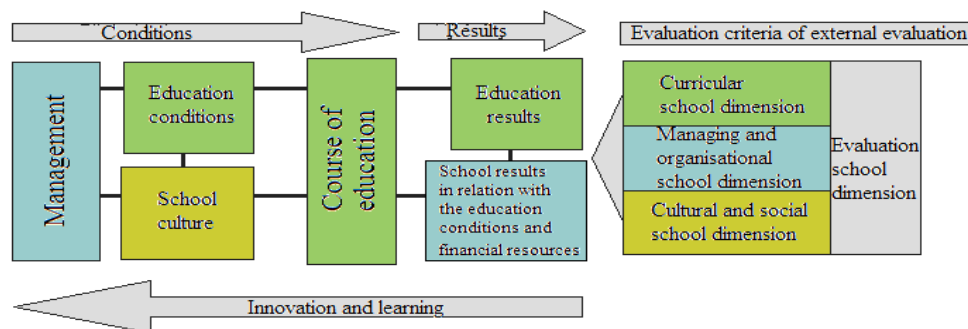 Conditions
Results
Evaluation criteria of external evaluation
Management
Education
conditions
School
culture
Course of
education
Education
results
School results
in relation with
the education
conditions and
financial resources
Curricular
school dimension
Managing and
organisational
school dimension
Cultural and social
school dimension
Evaluation
school
dimension
Innovation and learning